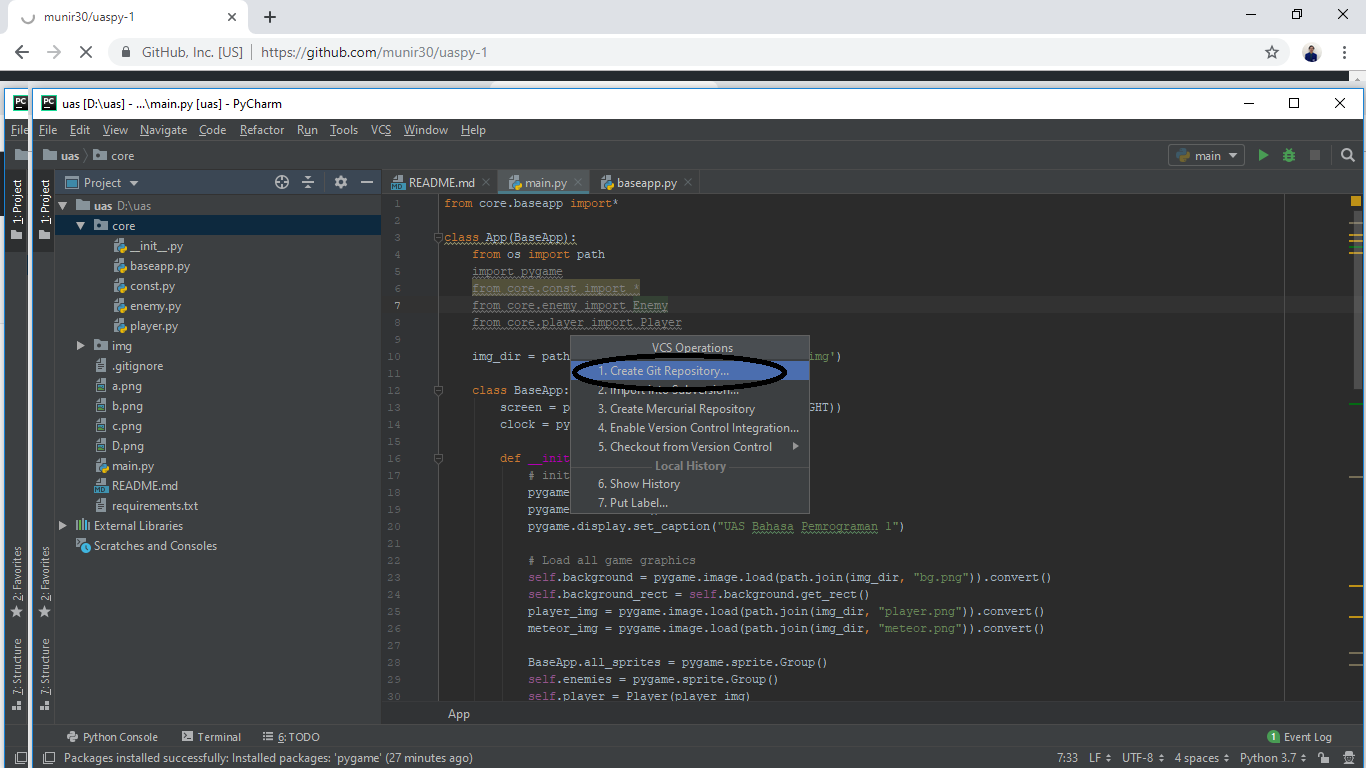 munir30/uaspy-1
GitHub, Inc. [US] | https://github.com/munir30/uaspy-1
PC PC uas [D:\uas] - ...\main.py [uas] - PyCharm
File File Edit View Navigate Code Refactor Run Tools VCS Window Help
uas core main
1: Project 1: Project
Project
README.md main.py baseapp.py
uas D:\uas
core
__init__.py
baseapp.py
const.py
enemy.py
player.py
img
.gitignore
a.png
b.png
c.png
D.png
main.py
README.md
requirements.txt
External Libraries
Scratches and Consoles
2: Favorites 2: Favorites
7: Structure 7: Structure
1 from core.baseapp import*
2
3 class App(BaseApp):
4 from os import path
5 import pygame
6 from core.const import *
7 from core.enemy import Enemy
8 from core.player import Player
9
10 img_dir = path img')
11
12 class BaseApp:
13 screen = p GHT))
14 clock = py
15
16 def __init
17 # init
18 pygame
19 pygame
20 pygame.display.set_caption("UAS Bahasa Pemrograman 1")
21
22 # Load all game graphics
23 self.background = pygame.image.load(path.join(img_dir, "bg.png")).convert()
24 self.background_rect = self.background.get_rect()
25 player_img = pygame.image.load(path.join(img_dir, "player.png")).convert()
26 meteor_img = pygame.image.load(path.join(img_dir, "meteor.png")).convert()
27
28 BaseApp.all_sprites = pygame.sprite.Group()
29 self.enemies = pygame.sprite.Group()
30 self.player = Player(player_img)
VCS Operations
1. Create Git Repository...
2. Import into Subversion...
3. Create Mercurial Repository
4. Enable Version Control Integration...
5. Checkout from Version Control
Local History
6. Show History
7. Put Label...
App
Python Console Terminal 6: TODO 1 Event Log
Packages installed successfully: Installed packages: 'pygame' (27 minutes ago) 7:33 LF UTF-8 4 spaces Python 3.7